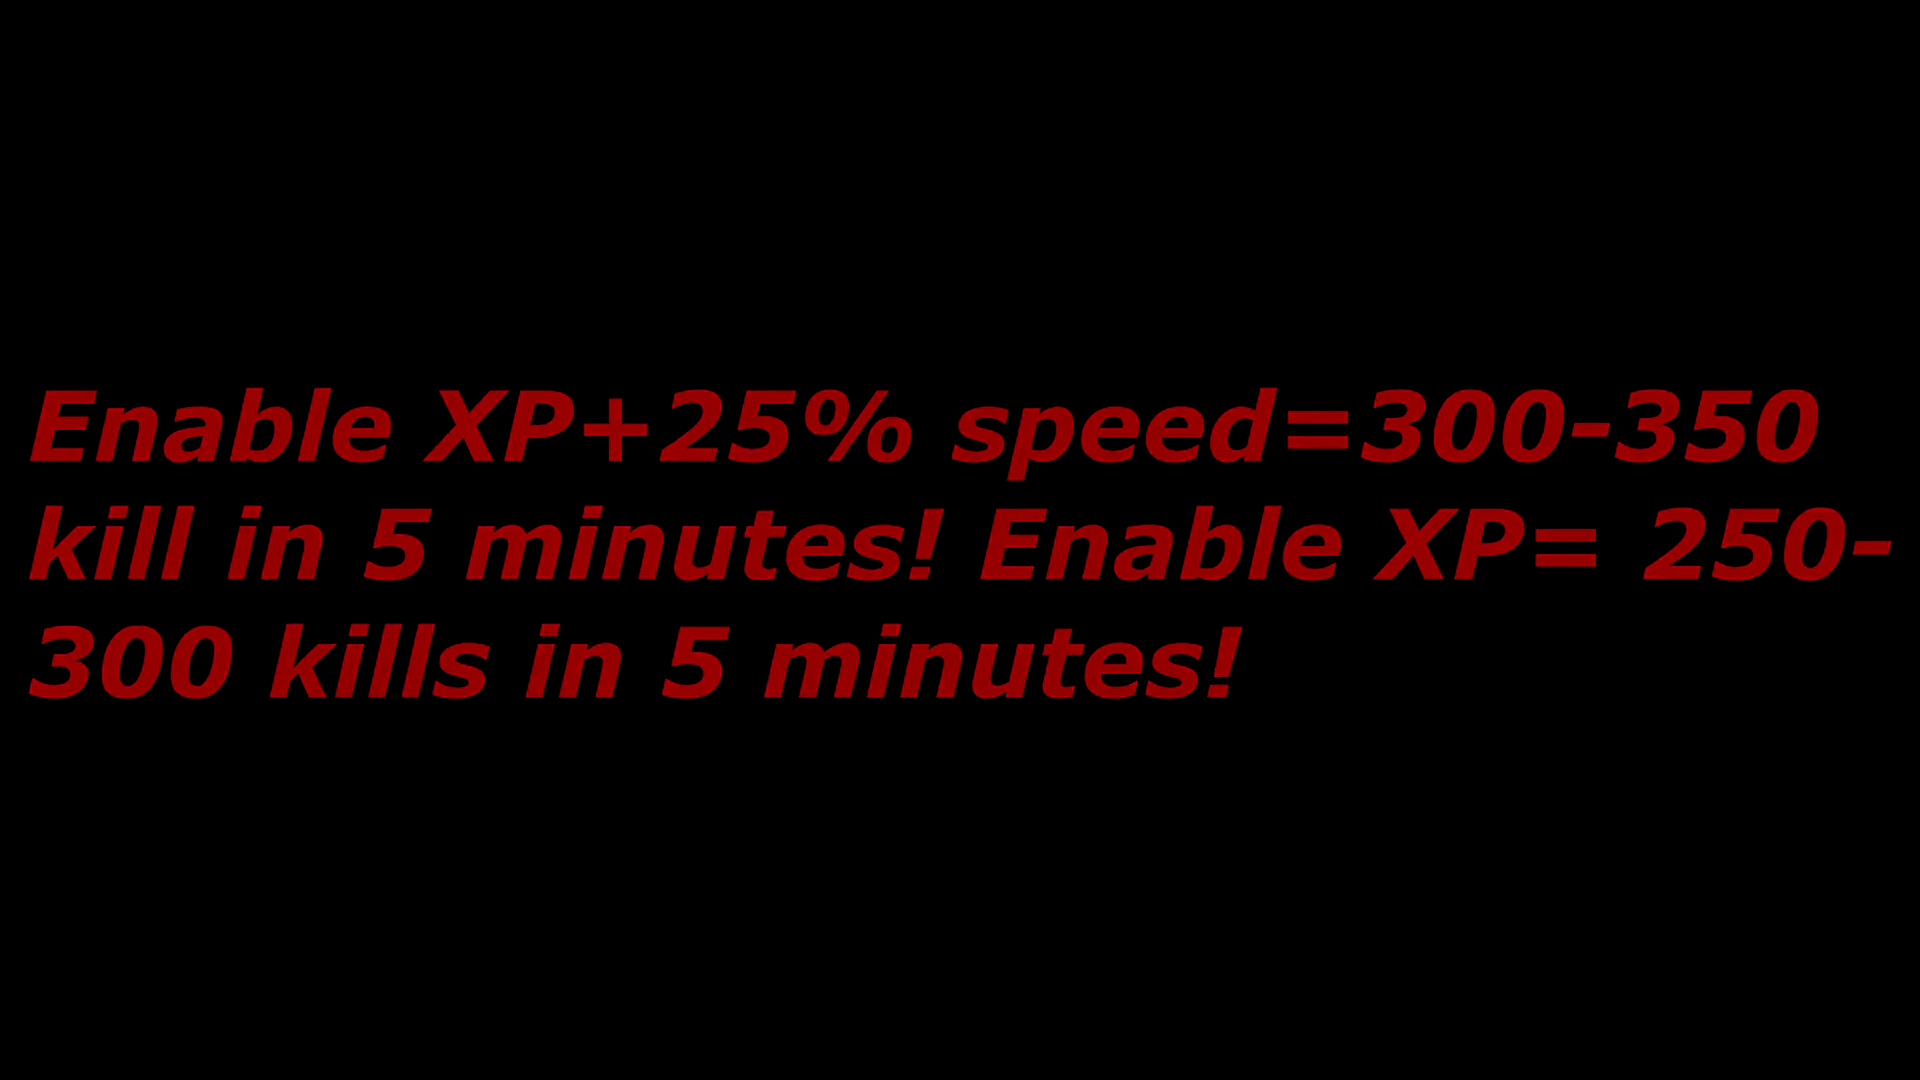 Enable XP+25% speed=300-350
kill in 5 minutes! Enable XP= 250-
300 kills in 5 minutes!